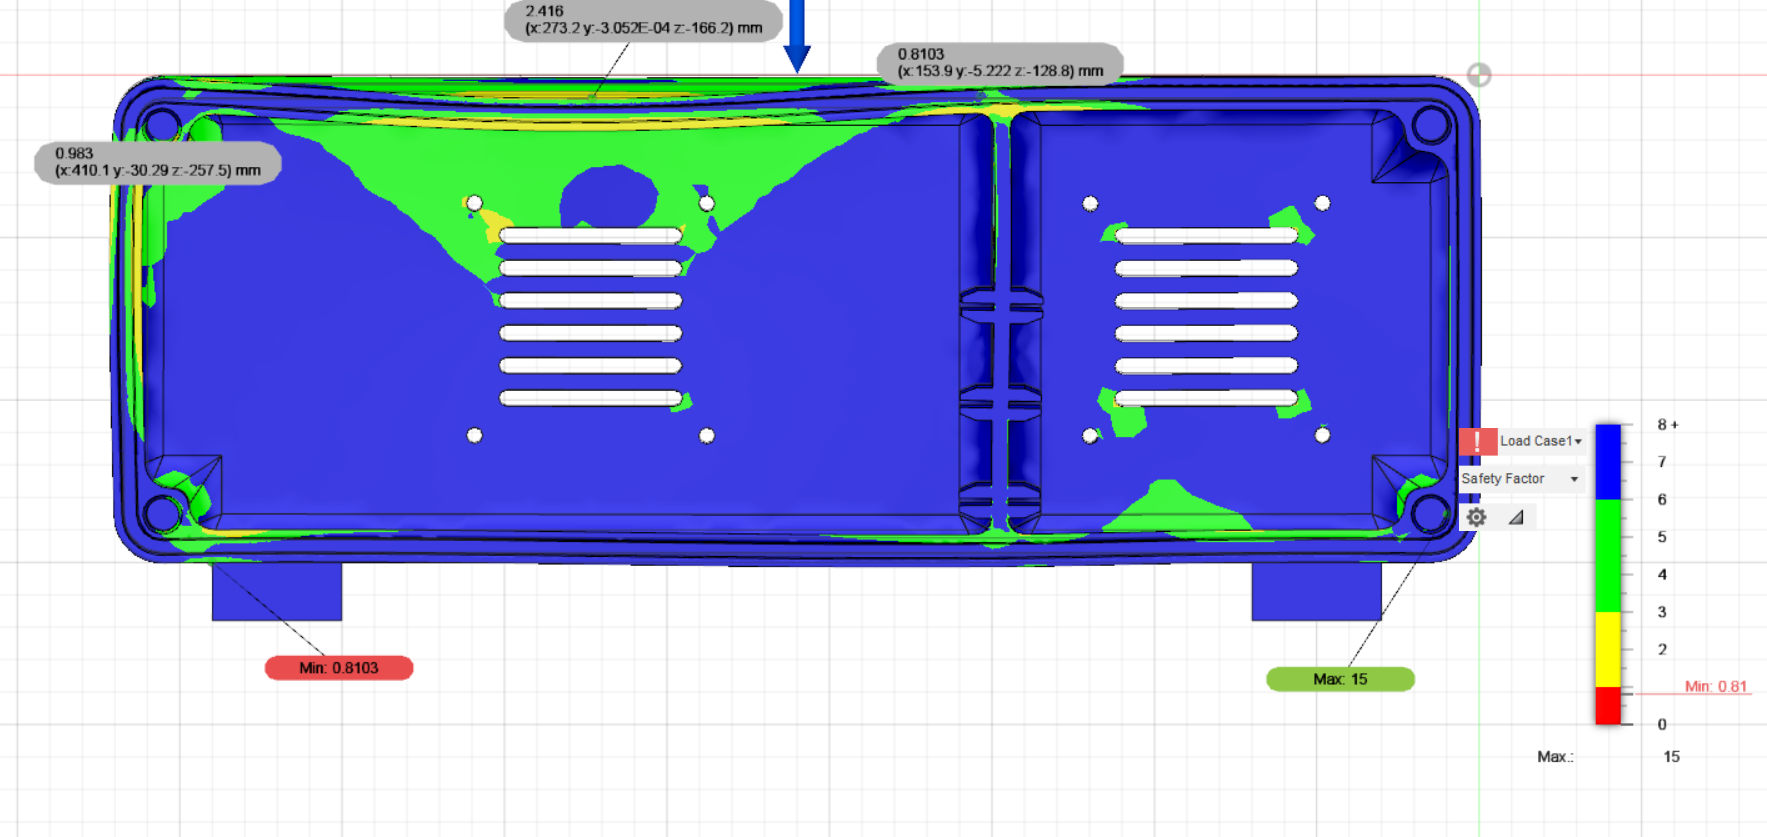 2.416
(x:273.2 y:-3.052E-04 z:-166.2) mm
0.8103
(x:153.9 y:-5.222 z:-128.8) mm
0.983
(x:410.1 y:-30.29 z:-257.5) mm
8 +
! Load Case1
7
Safety Factor
6
5
4
3
2
Min: 0.8103
Max: 15
Min: 0.81
0
Max.: 15